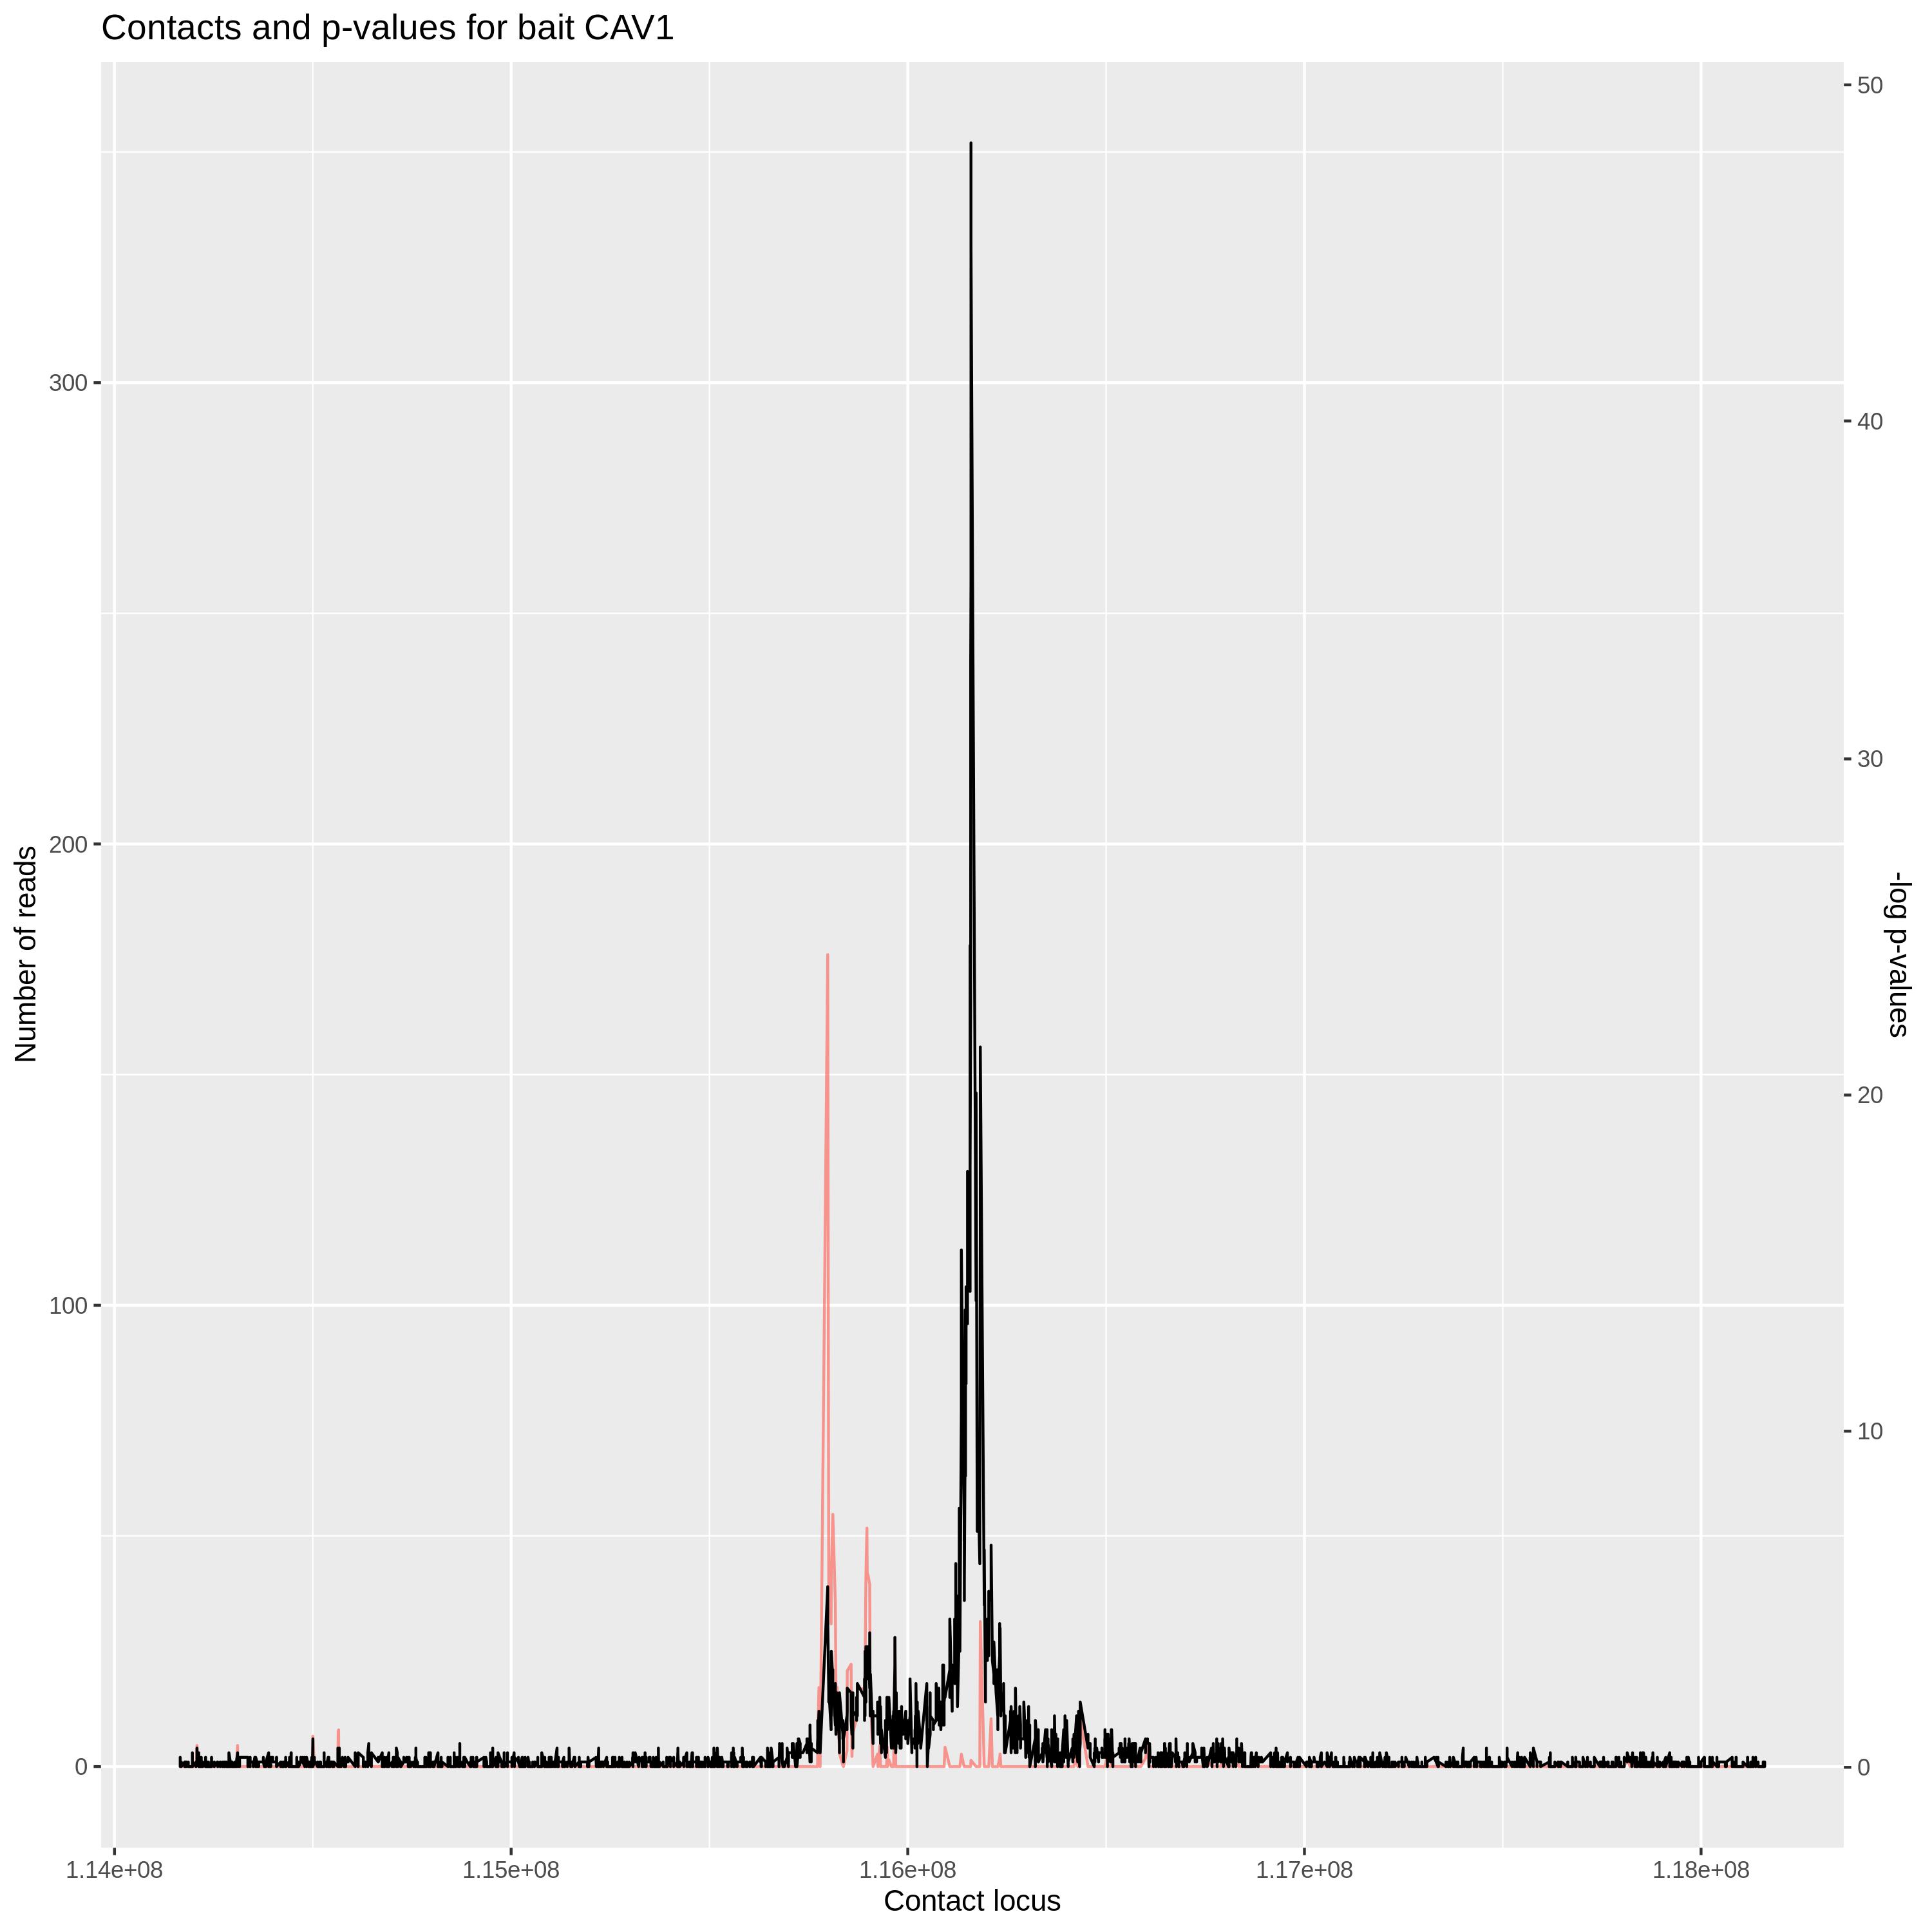 Contacts and p-values for bait CAV1
Number of reads
300
200
100
0
50
40
30
20
10
0
-log p-values
1.14e+08
1.15e+08
1.16e+08
1.17e+08
1.18e+08
Contact locus